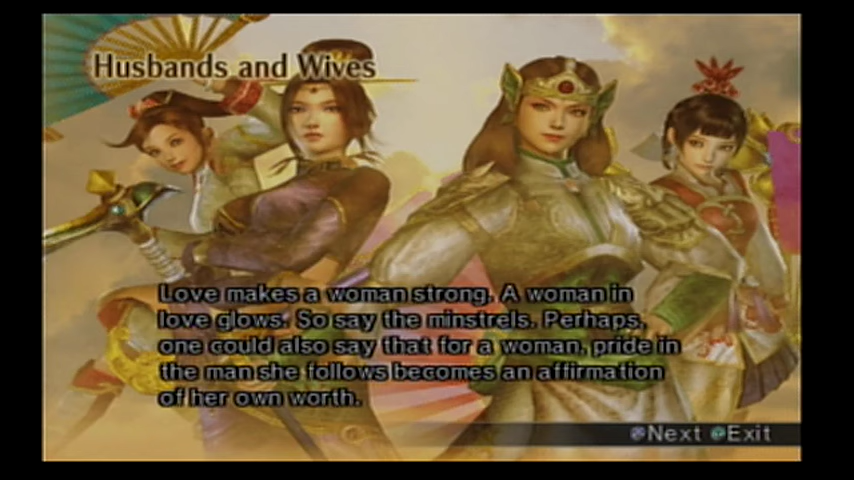 Husbands and Wives
Love makes a woman strong. A woman in
love glows. So say the minstrels. Perhaps,
one could also say that for a woman, pride in
the man she follows becomes an affirmation
of her own worth.
Next Exit